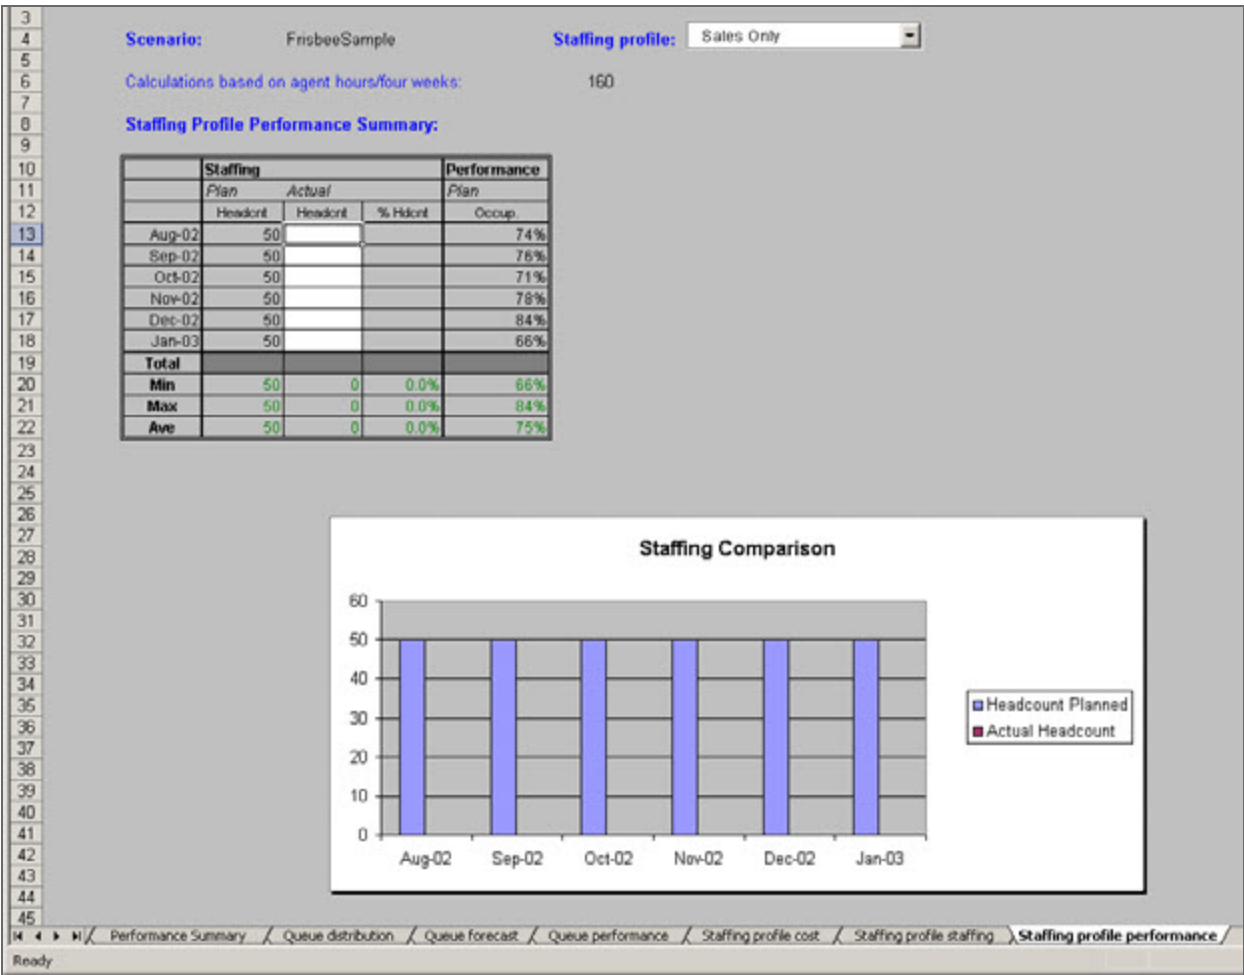 3
4 Scenario: FrisbeeSample Staffing profile: Sales Only
5
6 Calculations based on agent hours/four weeks: 160
7
8 Staffing Profile Performance Summary:
9
10 Staffing Performance
11 Plan Actual Plan
12 Headcnt Headcnt % Hdcnt Occup.
13 Aug-02 50 74%
14 Sep-02 50 76%
15 Oct-02 50 71%
16 Nov-02 50 78%
17 Dec-02 50 84%
18 Jan-03 50 66%
19 Total
20 Min 50 0 0.0% 66%
21 Max 50 0 0.0% 84%
22 Ave 50 0 0.0% 75%
23
24
25
26
27
28
29
30
31
32
33
34
35
36
37
38
39
40
41
42
43
44
45
Staffing Comparison
60
50
40
30
20
10
0
Aug-02 Sep-02 Oct-02 Nov-02 Dec-02 Jan-03
Headcount Planned
Actual Headcount
Performance Summary Queue distribution Queue forecast Queue performance Staffing profile cost Staffing profile staffing Staffing profile performance
Ready